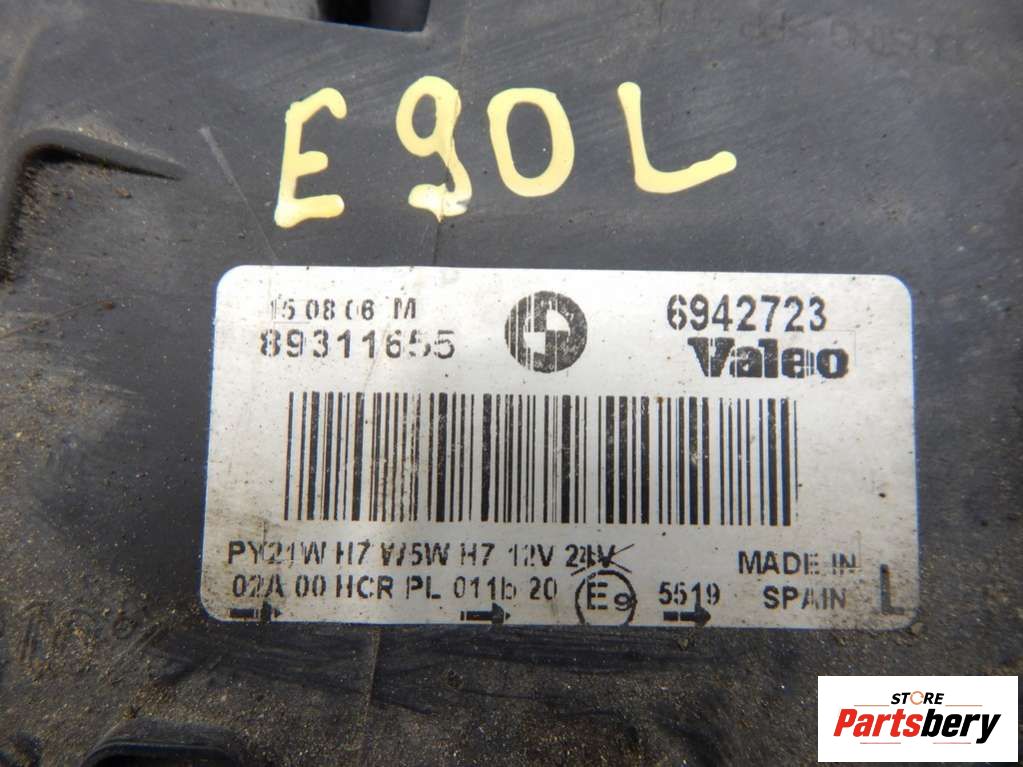 E90L
15 08 06 M
6942723
89311655
Valeo
PY21W H7 W5W H7 12V 24V
02A 00 HCR PL 011b 20 E9 5519
MADE IN
SPAIN
L
STORE
Partsbery